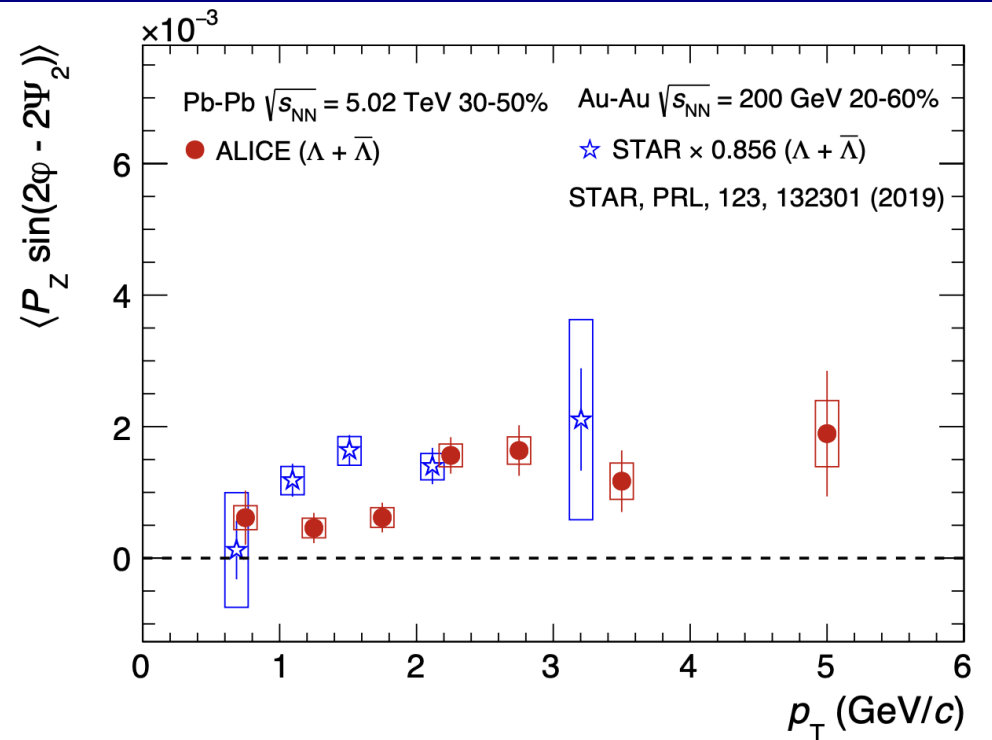 ×10⁻³
⟨P_Z sin(2φ - 2Ψ₂)⟩
Pb-Pb √s_NN = 5.02 TeV 30-50%
ALICE (Λ + Λ̅)
Au-Au √s_NN = 200 GeV 20-60%
STAR × 0.856 (Λ + Λ̅)
STAR, PRL, 123, 132301 (2019)
6
4
2
0
0 1 2 3 4 5 6
p_T (GeV/c)